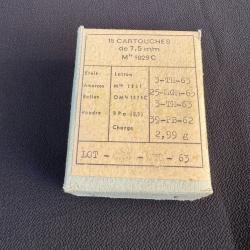 15 CARTOUCHES
de 7,5 mm
Mle 1929 C
Etuis Laiton 3-TH-63
Amorces
Balles 3-TH-63
Poudre 39-PB-62
Charge 2,99 g
LOT - 63